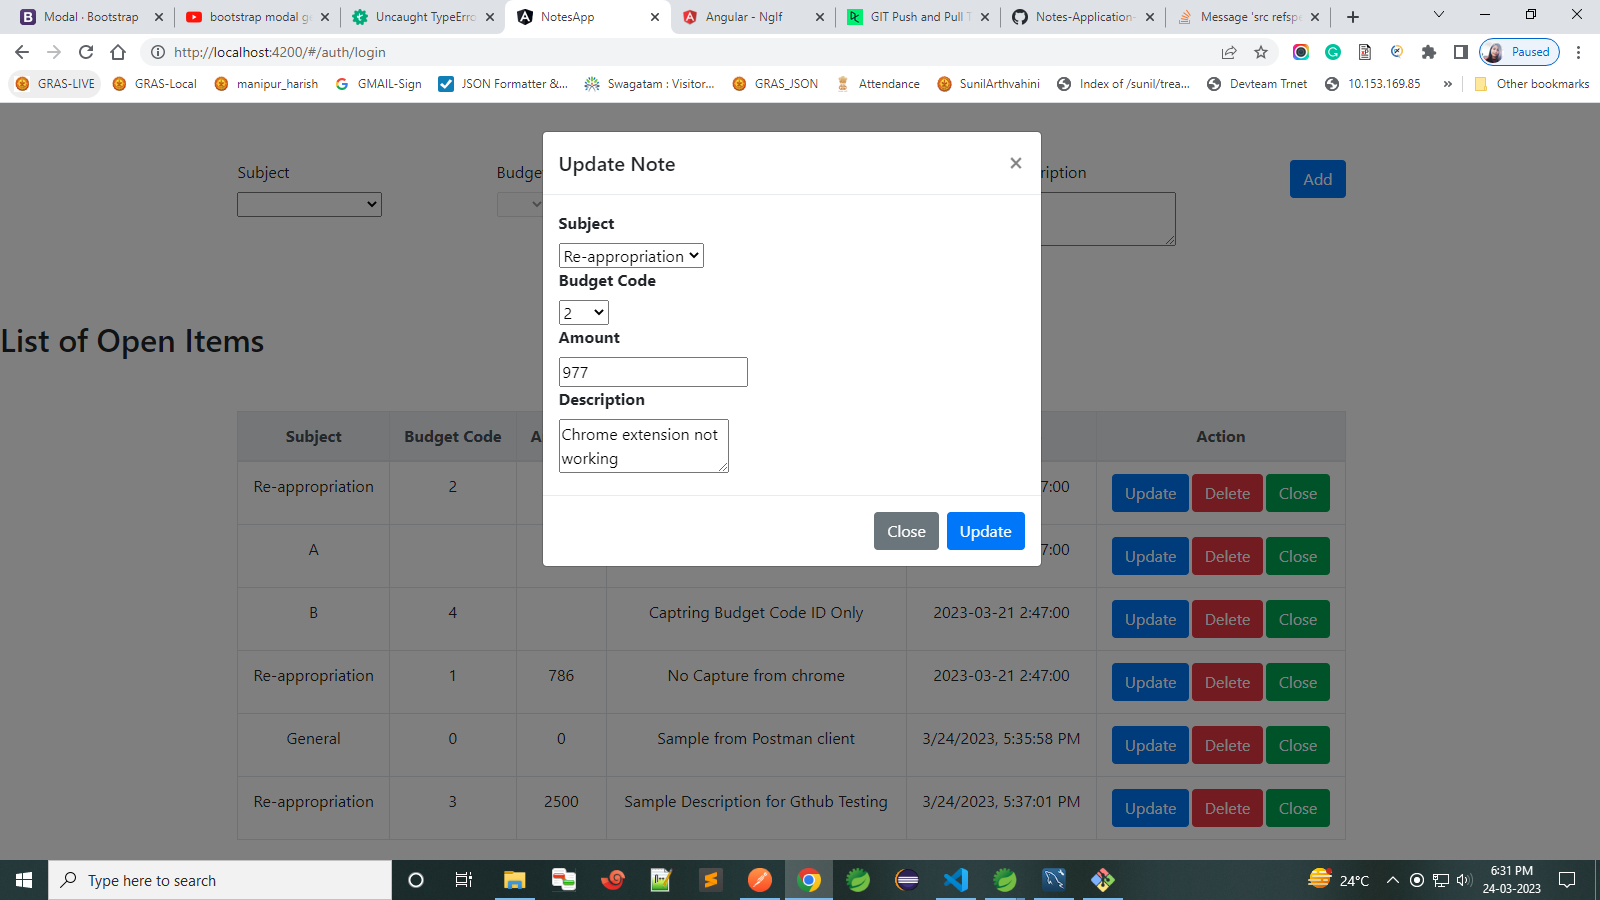 Modal · Bootstrap
bootstrap modal ge
Uncaught TypeErro
NotesApp
Angular - NgIf
GIT Push and Pull T
Notes-Application-
Message 'src refspe
http://localhost:4200/#/auth/login
Paused
GRAS-LIVE
GRAS-Local
manipur_harish
GMAIL-Sign
JSON Formatter &...
Swagatam : Visitor...
GRAS_JSON
Attendance
SunilArthvahini
Index of /sunil/trea...
Devteam Trnet
10.153.169.85
»
Other bookmarks
Subject
Budge
ription
Add
Update Note
×
Subject
Re-appropriation
Budget Code
2
Amount
977
Description
Chrome extension not
working
Close Update
List of Open Items
Subject Budget Code A Action
Re-appropriation 2 7:00 Update Delete Close
A 7:00 Update Delete Close
B 4 Captring Budget Code ID Only 2023-03-21 2:47:00 Update Delete Close
Re-appropriation 1 786 No Capture from chrome 2023-03-21 2:47:00 Update Delete Close
General 0 0 Sample from Postman client 3/24/2023, 5:35:58 PM Update Delete Close
Re-appropriation 3 2500 Sample Description for Gthub Testing 3/24/2023, 5:37:01 PM Update Delete Close
Type here to search
24°C
6:31 PM
24-03-2023